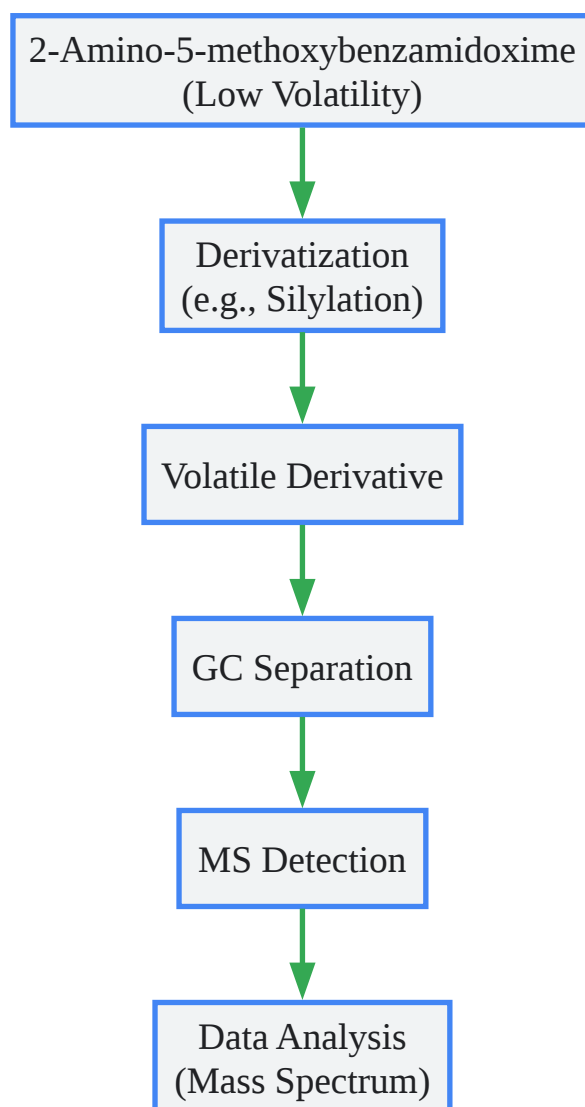 2-Amino-5-methoxybenzamidoxime
(Low Volatility)
Derivatization
(e.g., Silylation)
Volatile Derivative
GC Separation
MS Detection
Data Analysis
(Mass Spectrum)